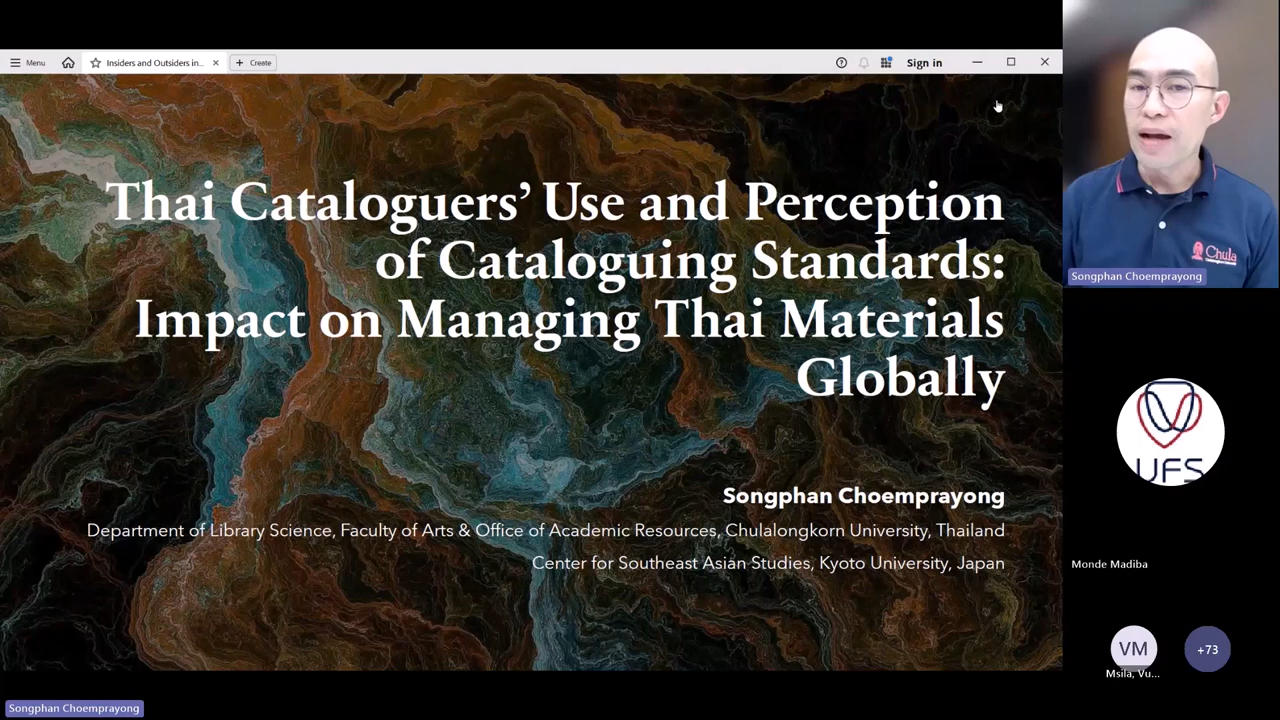 Menu
Insiders and Outsiders in...
Create
Sign in
Thai Cataloguers’ Use and Perception
of Cataloguing Standards:
Impact on Managing Thai Materials
Globally
Songphan Choemprayong
Department of Library Science, Faculty of Arts & Office of Academic Resources, Chulalongkorn University, Thailand
Center for Southeast Asian Studies, Kyoto University, Japan
Chula
Songphan Choemprayong
UFS
Monde Madiba
VM
+73
Msila, Vu...
Songphan Choemprayong